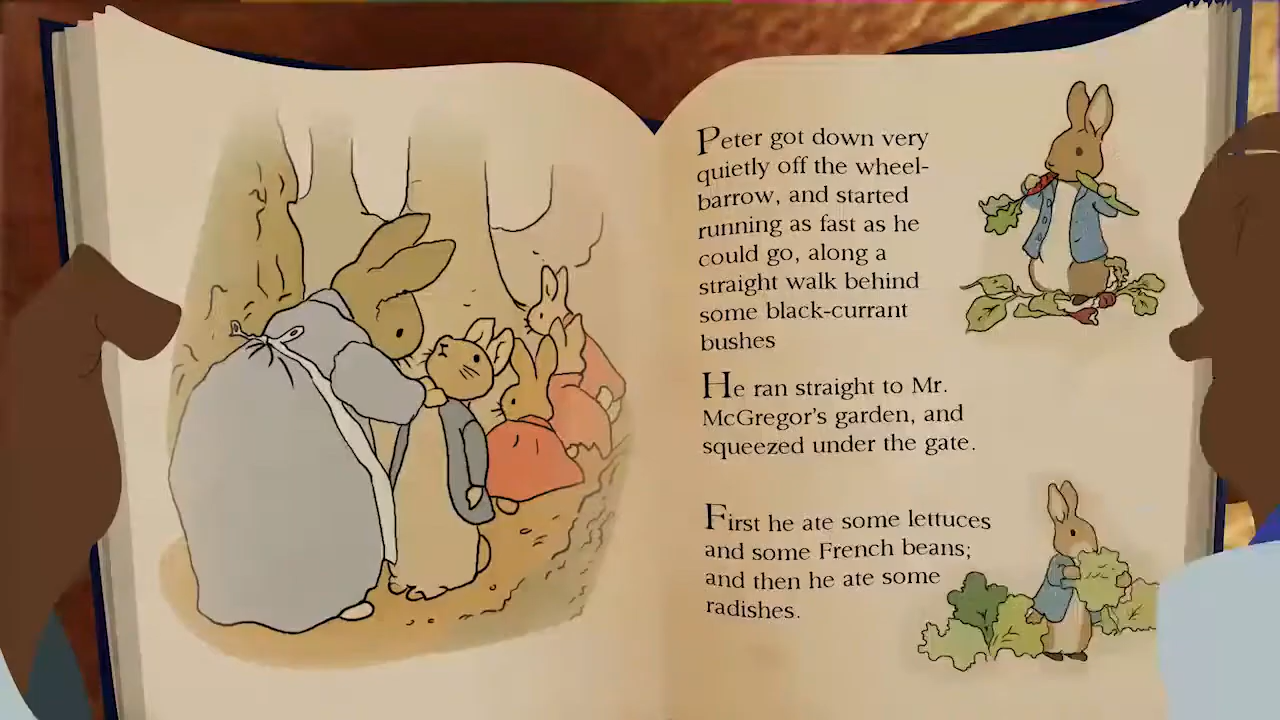 Peter got down very
quietly off the wheel-
barrow, and started
running as fast as he
could go, along a
straight walk behind
some black-currant
bushes
He ran straight to Mr.
McGregor's garden, and
squeezed under the gate.
First he ate some lettuces
and some French beans;
and then he ate some
radishes.